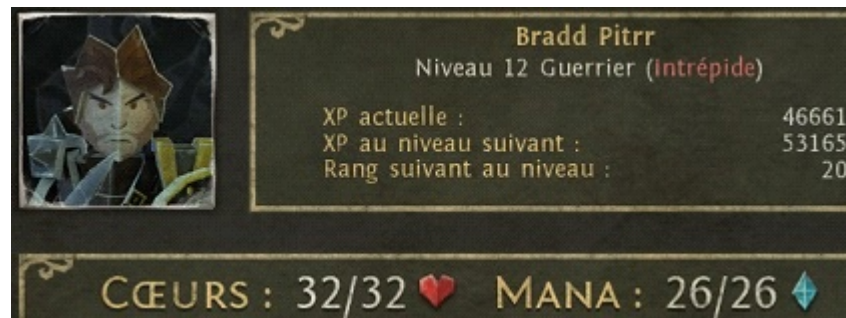 Bradd Pitrr
Niveau 12 Guerrier (Intrépide)
XP actuelle : 46661
XP au niveau suivant : 53165
Rang suivant au niveau : 20
CŒURS : 32/32 MANA : 26/26